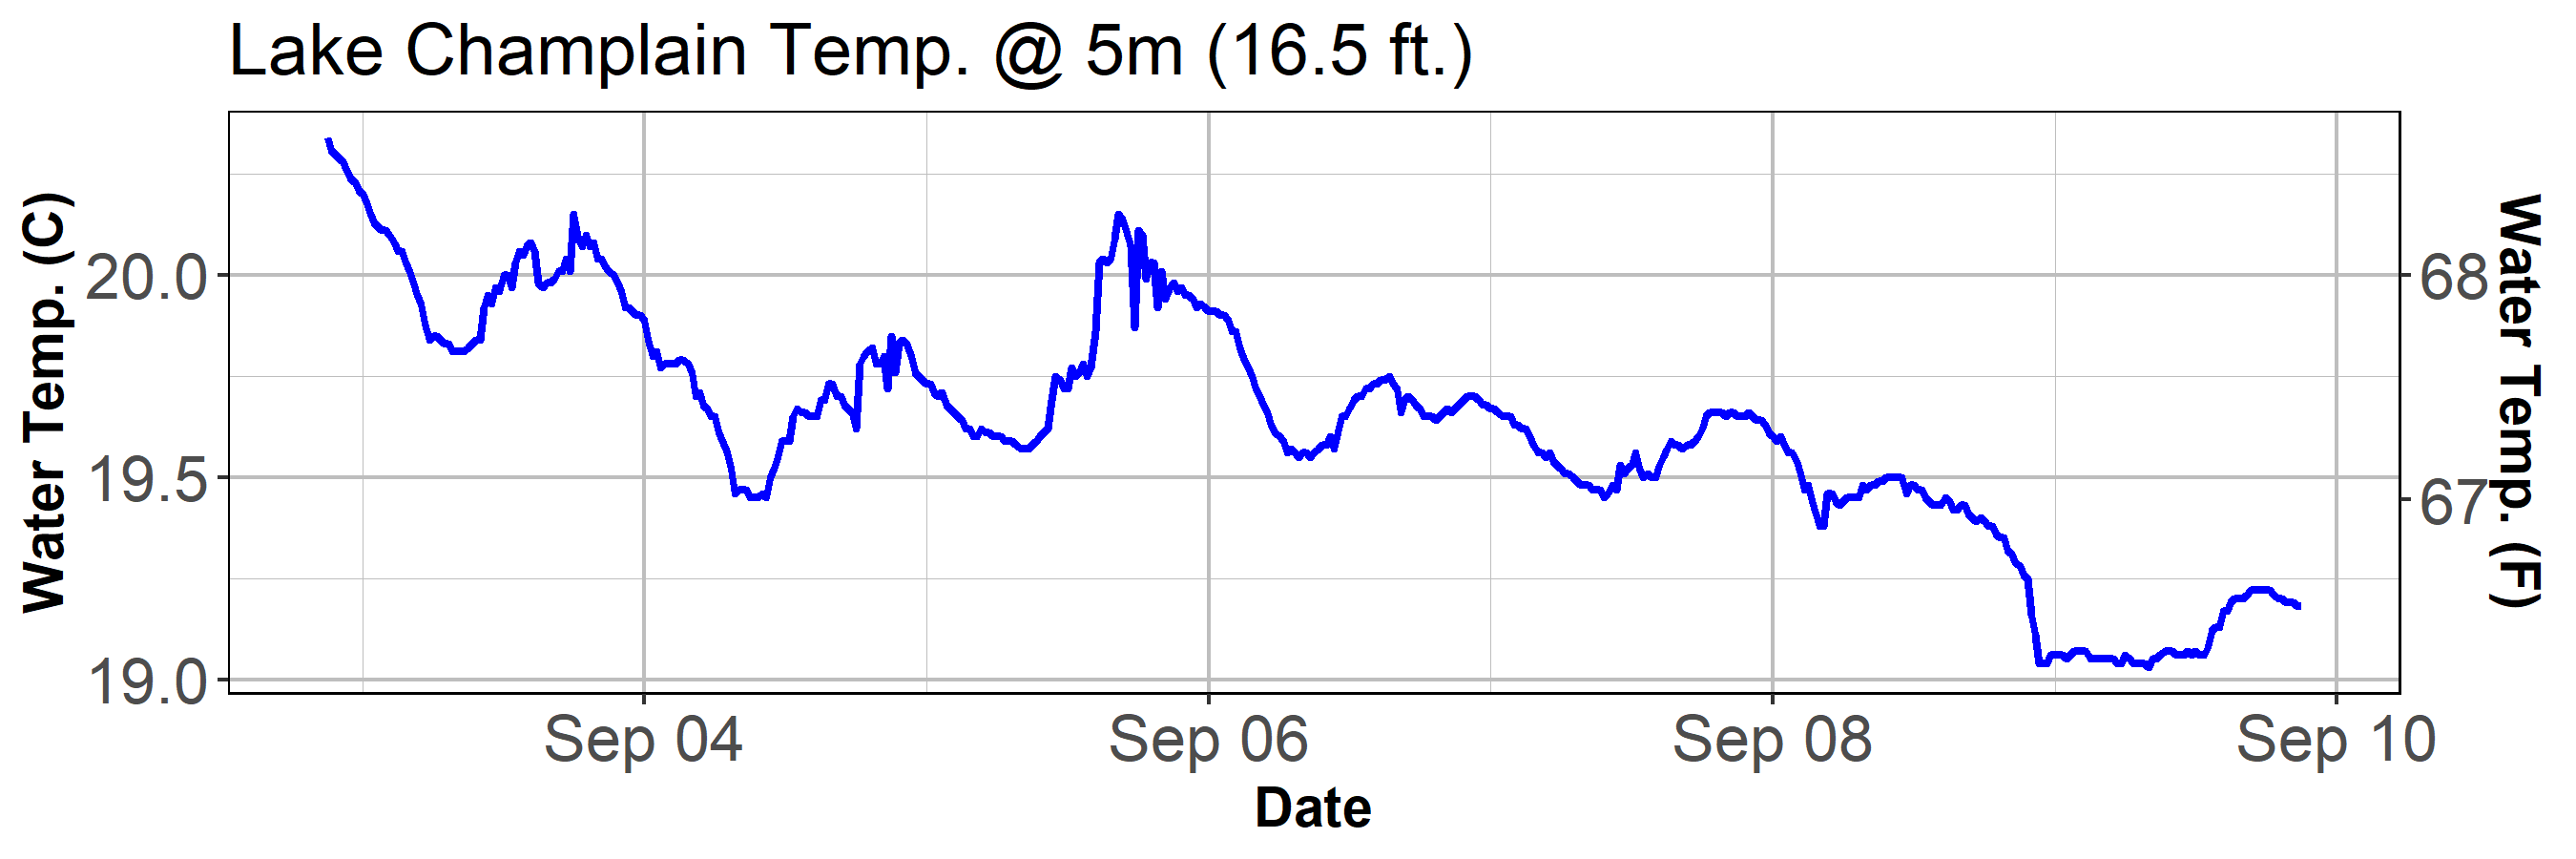 Lake Champlain Temp. @ 5m (16.5 ft.)
Water Temp. (C)
20.0
19.5
19.0
68
67
Water Temp. (F)
Sep 04
Sep 06
Sep 08
Sep 10
Date